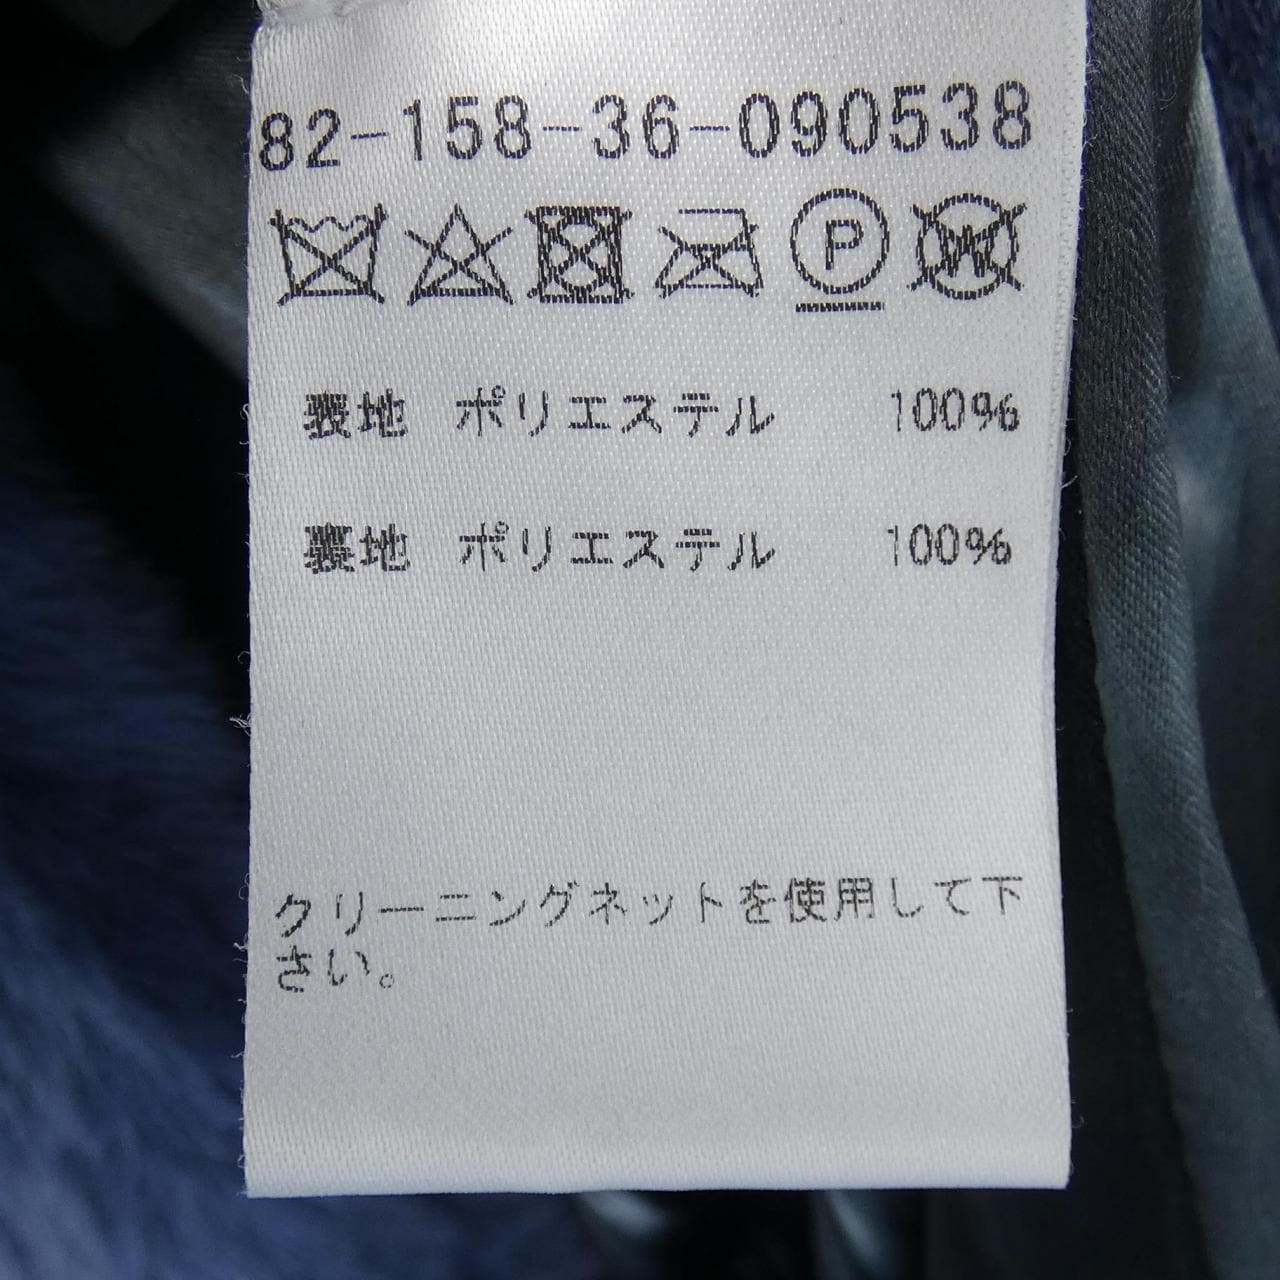 82-158-36-090538
P W
表地 ポリエステル 100%
裏地 ポリエステル 100%
クリーニングネットを使用して下
さい。